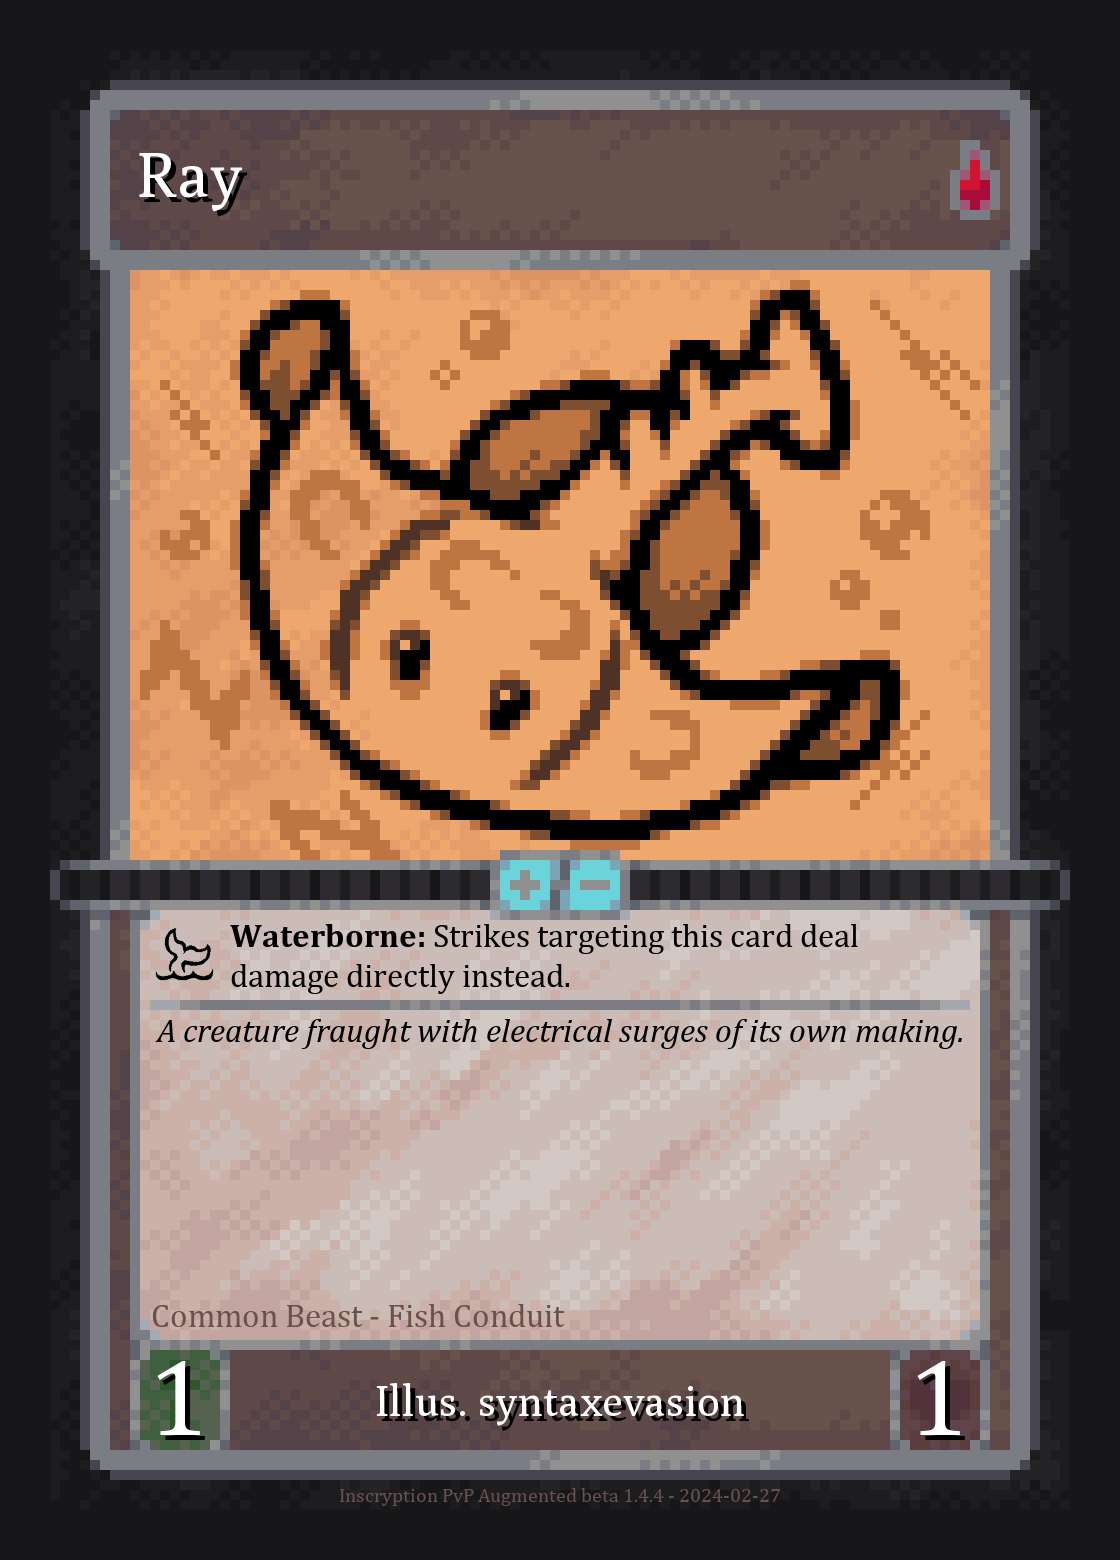 Ray
Waterborne: Strikes targeting this card deal
damage directly instead.
A creature fraught with electrical surges of its own making.
Common Beast - Fish Conduit
1
Illus. syntaxevasion
1
Inscryption PvP Augmented beta 1.4.4 - 2024-02-27